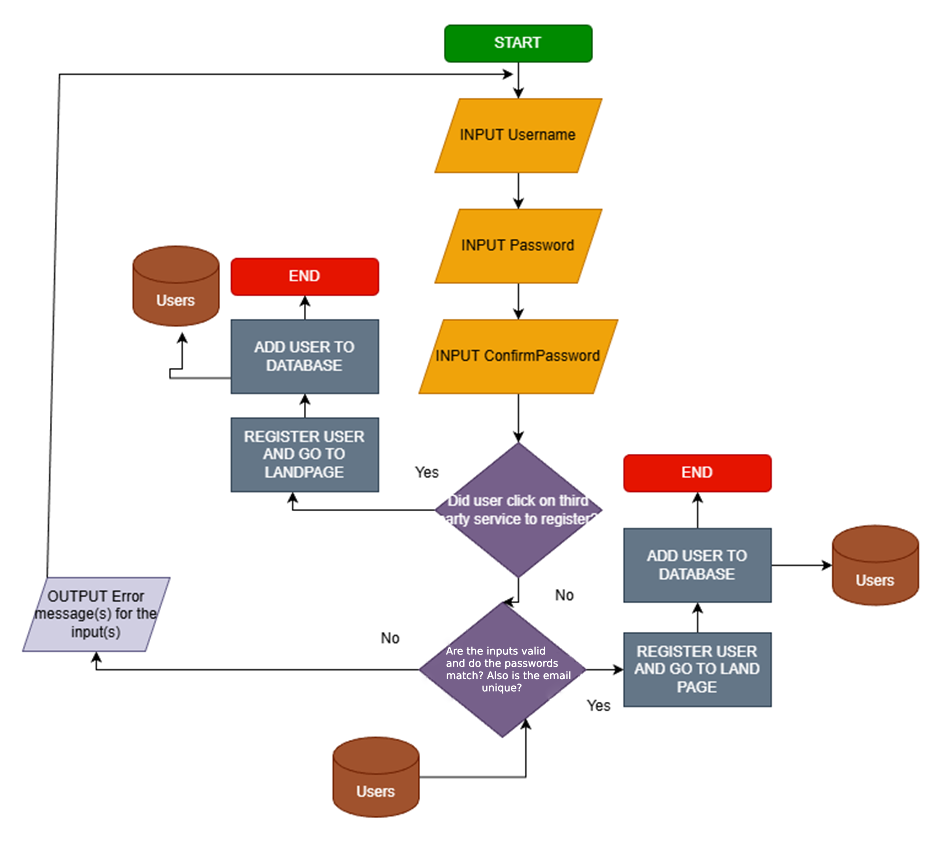 START
INPUT Username
INPUT Password
INPUT ConfirmPassword
Users
END
ADD USER TO
DATABASE
REGISTER USER
AND GO TO
LANDPAGE
Yes
Did user click on third
arty service to register?
END
ADD USER TO
DATABASE
Users
No
OUTPUT Error
message(s) for the
input(s)
No
Are the inputs valid
and do the passwords
match? Also is the email
unique?
REGISTER USER
AND GO TO LAND
PAGE
Yes
Users